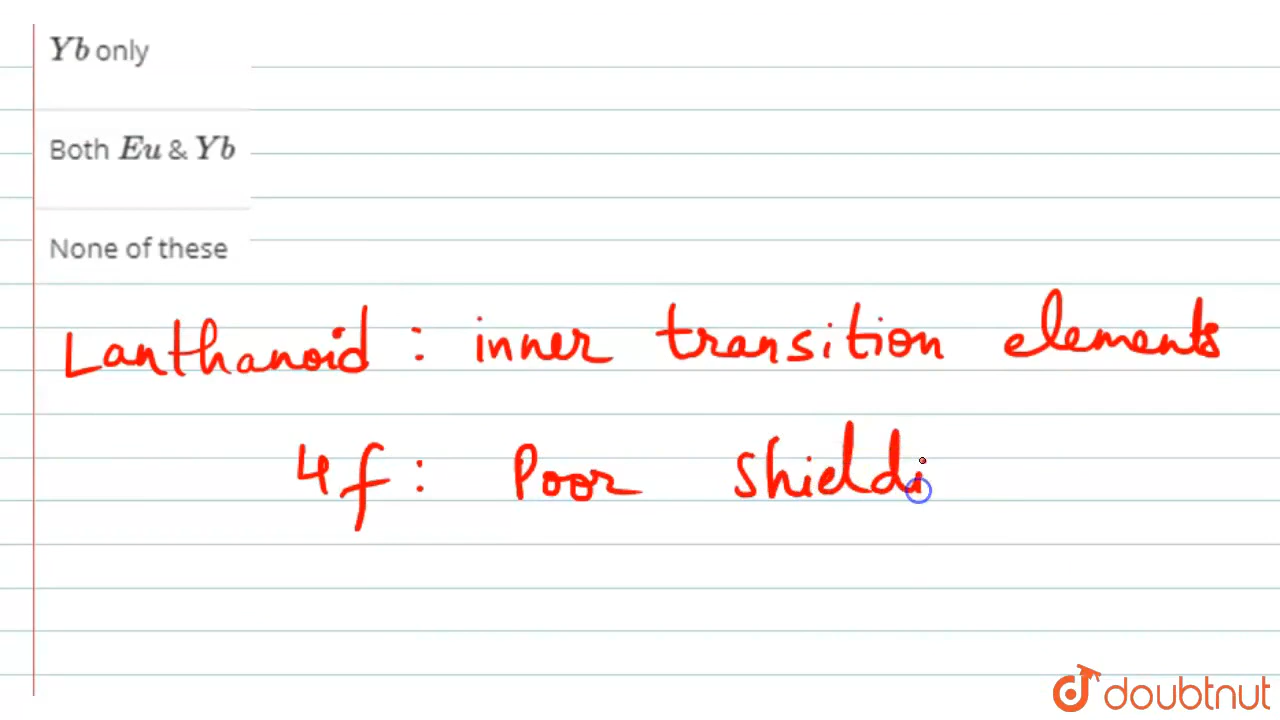 Yb only
Both Eu & Yb
None of these
Lanthanoid : inner transition elements
4f : Poor shieldi
doubtnut